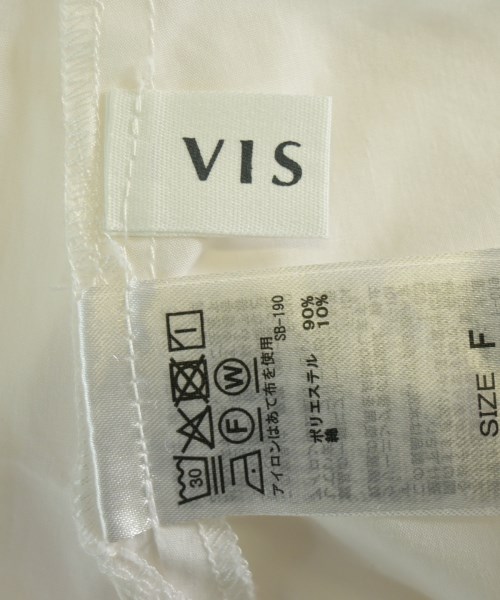 VIS
30
F W
アイロンはあて布を使用
SB-190
ポリエステル 90%
綿 10%
SIZE F